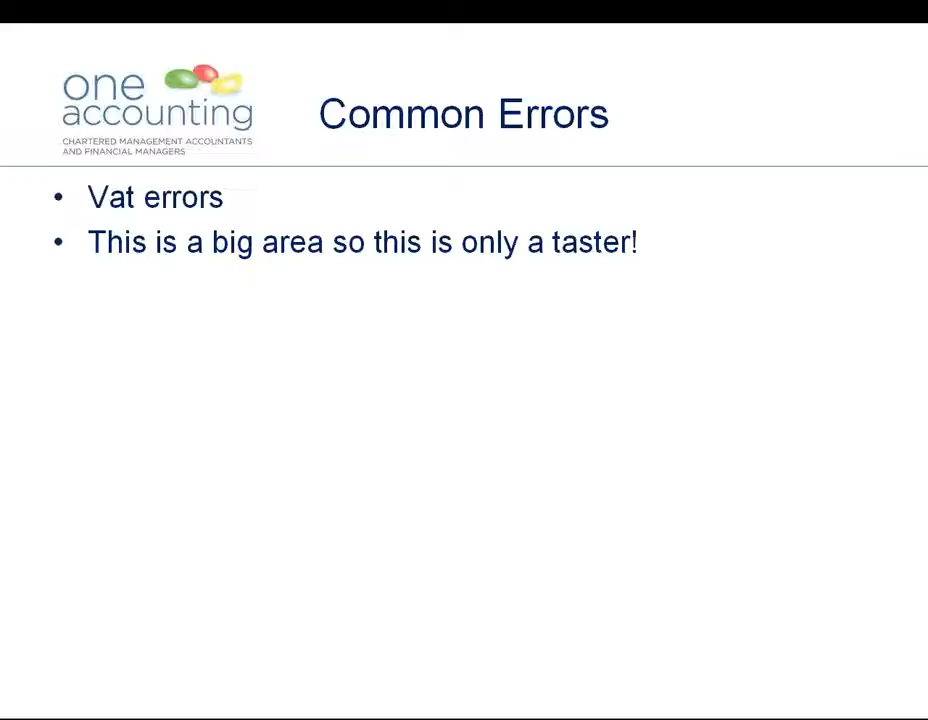 one
accounting
CHARTERED MANAGEMENT ACCOUNTANTS
AND FINANCIAL MANAGERS
Common Errors
• Vat errors
• This is a big area so this is only a taster!